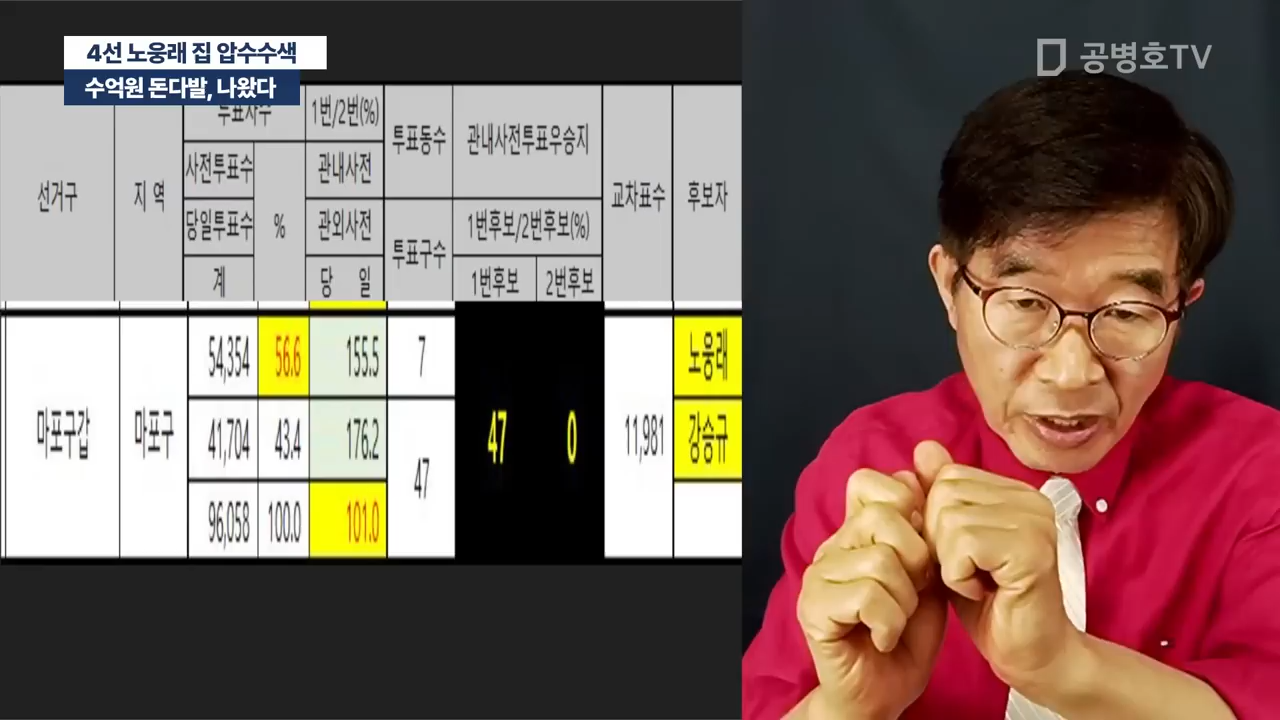 4선 노웅래 집 압수수색
수억원 돈다발, 나왔다
공병호TV
선거구
지 역
투표자수
사전투표수
당일투표수
계
%
1번/2번(%)
관내사전
관외사전
당 일
투표동수
투표구수
관내사전투표우승지
1번후보/2번후보(%)
1번후보 2번후보
교차표수
후보자
마포구갑
마포구
54,354 56.6 155.5
41,704 43.4 176.2
96,058 100.0 101.0
7
47
47 0
11,981
노웅래
강승규